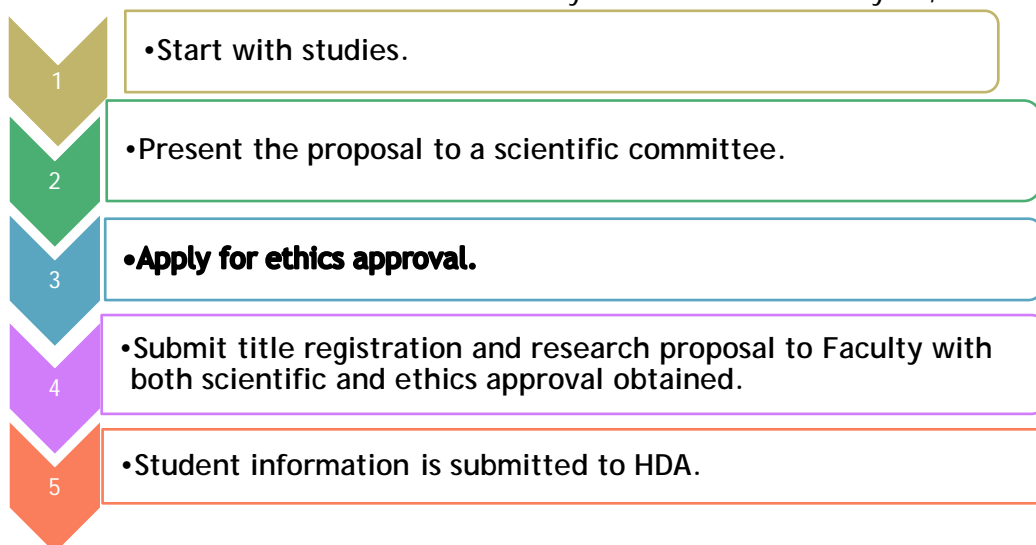 1
•Start with studies.
2
•Present the proposal to a scientific committee.
3
•Apply for ethics approval.
4
•Submit title registration and research proposal to Faculty with
both scientific and ethics approval obtained.
5
•Student information is submitted to HDA.